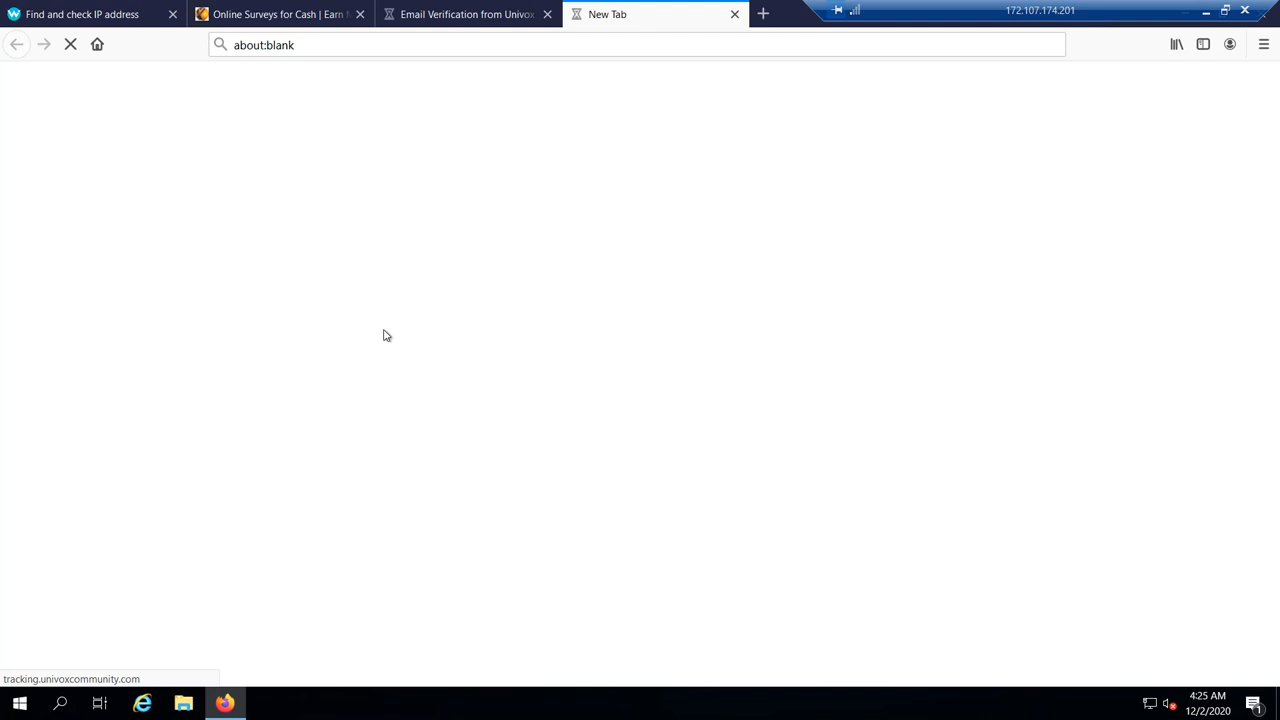 Find and check IP address
Online Surveys for Cash | Earn
Email Verification from Univox
New Tab
172.107.174.201
about:blank
tracking.univoxcommunity.com
4:25 AM
12/2/2020
1